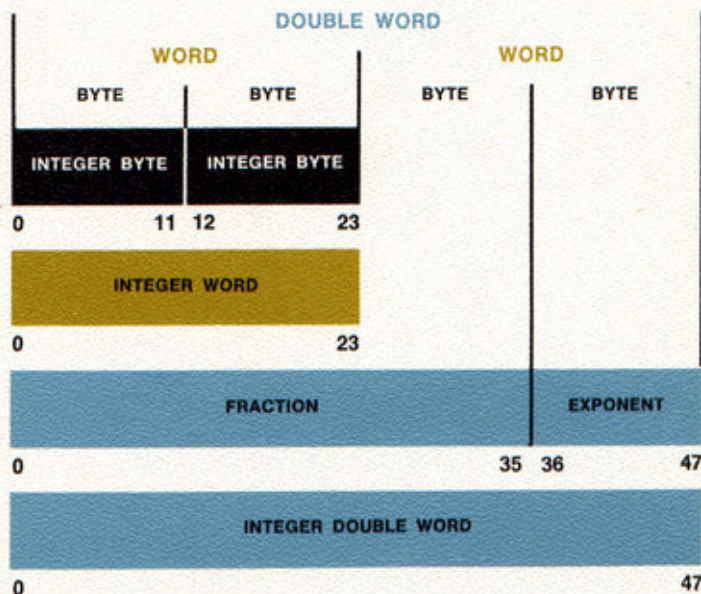 DOUBLE WORD
WORD WORD
BYTE BYTE BYTE BYTE
INTEGER BYTE INTEGER BYTE
0 11 12 23
INTEGER WORD
0 23
FRACTION EXPONENT
0 35 36 47
INTEGER DOUBLE WORD
0 47